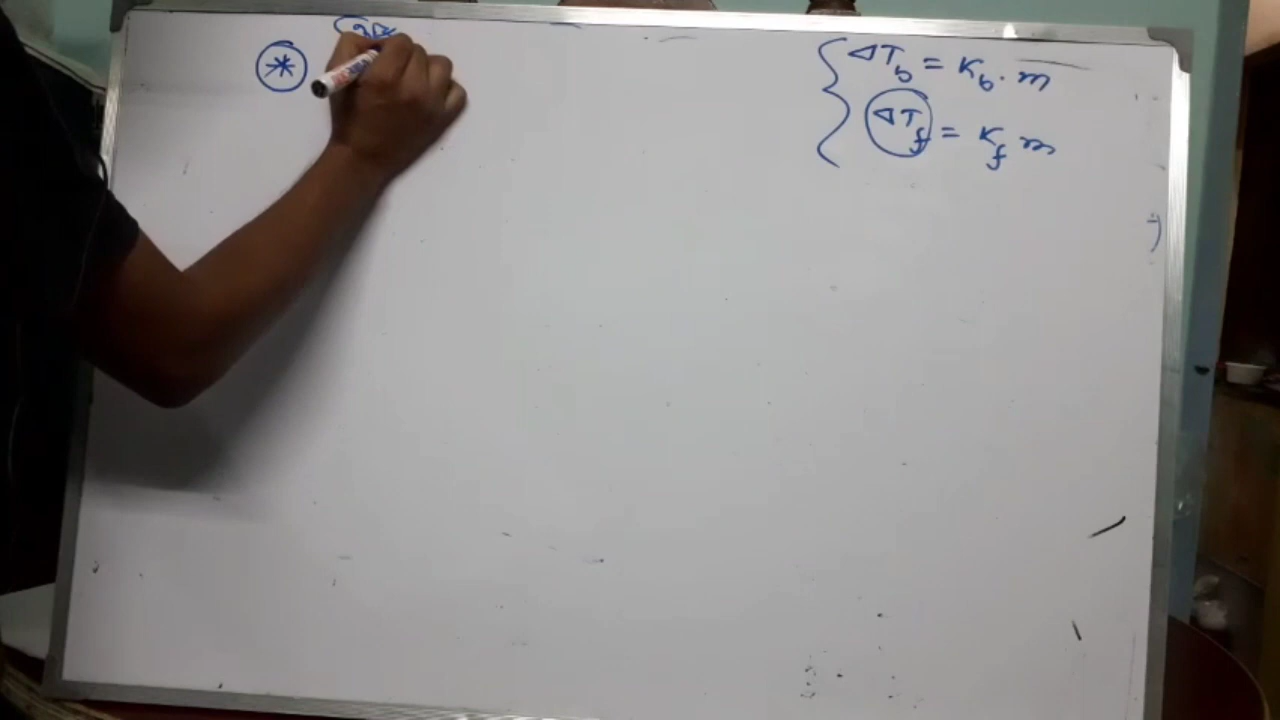 *
ΔT_b = K_b . m
ΔT_f = K_f m